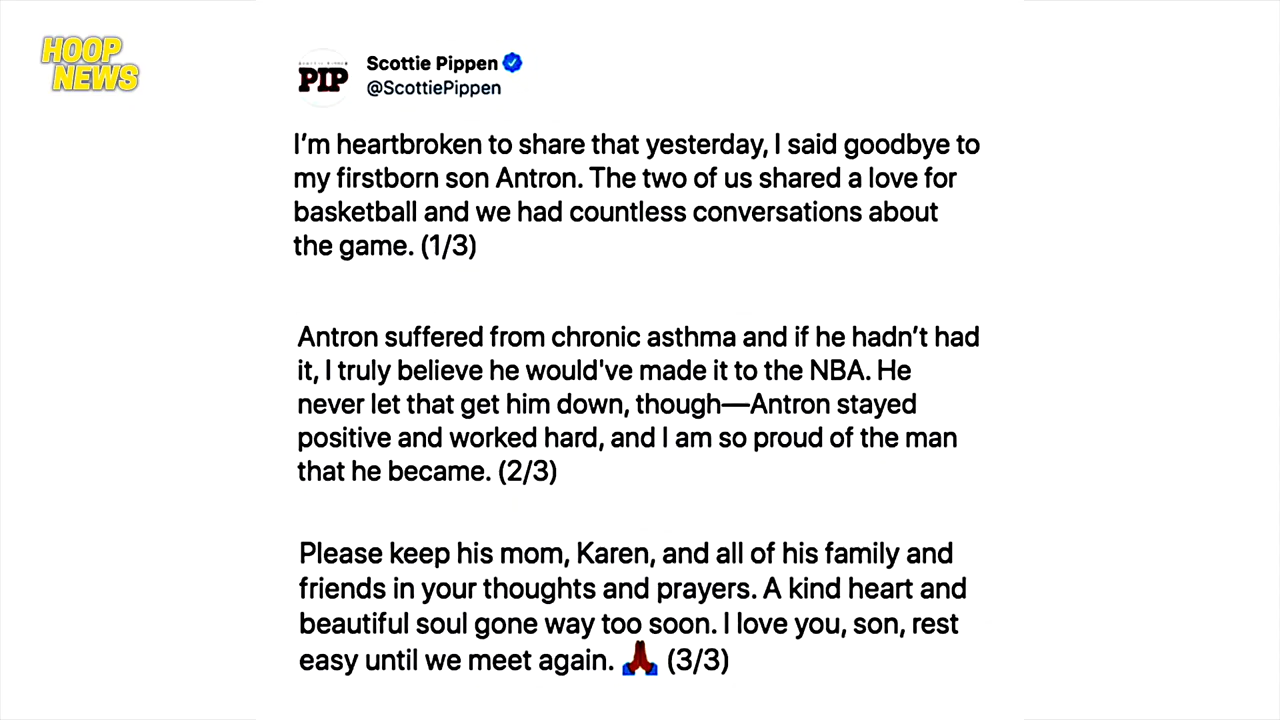 HOOP
NEWS
Scottie Pippen
PIP
@ScottiePippen
I'm heartbroken to share that yesterday, I said goodbye to
my firstborn son Antron. The two of us shared a love for
basketball and we had countless conversations about
the game. (1/3)
Antron suffered from chronic asthma and if he hadn't had
it, I truly believe he would've made it to the NBA. He
never let that get him down, though—Antron stayed
positive and worked hard, and I am so proud of the man
that he became. (2/3)
Please keep his mom, Karen, and all of his family and
friends in your thoughts and prayers. A kind heart and
beautiful soul gone way too soon. I love you, son, rest
easy until we meet again. 🙏🏿 (3/3)